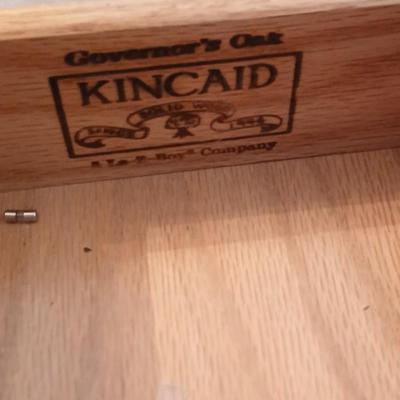 Governor's Oak
KINCAID
SOLID WOOD
SINCE 1946
A La-Z-Boy® Company